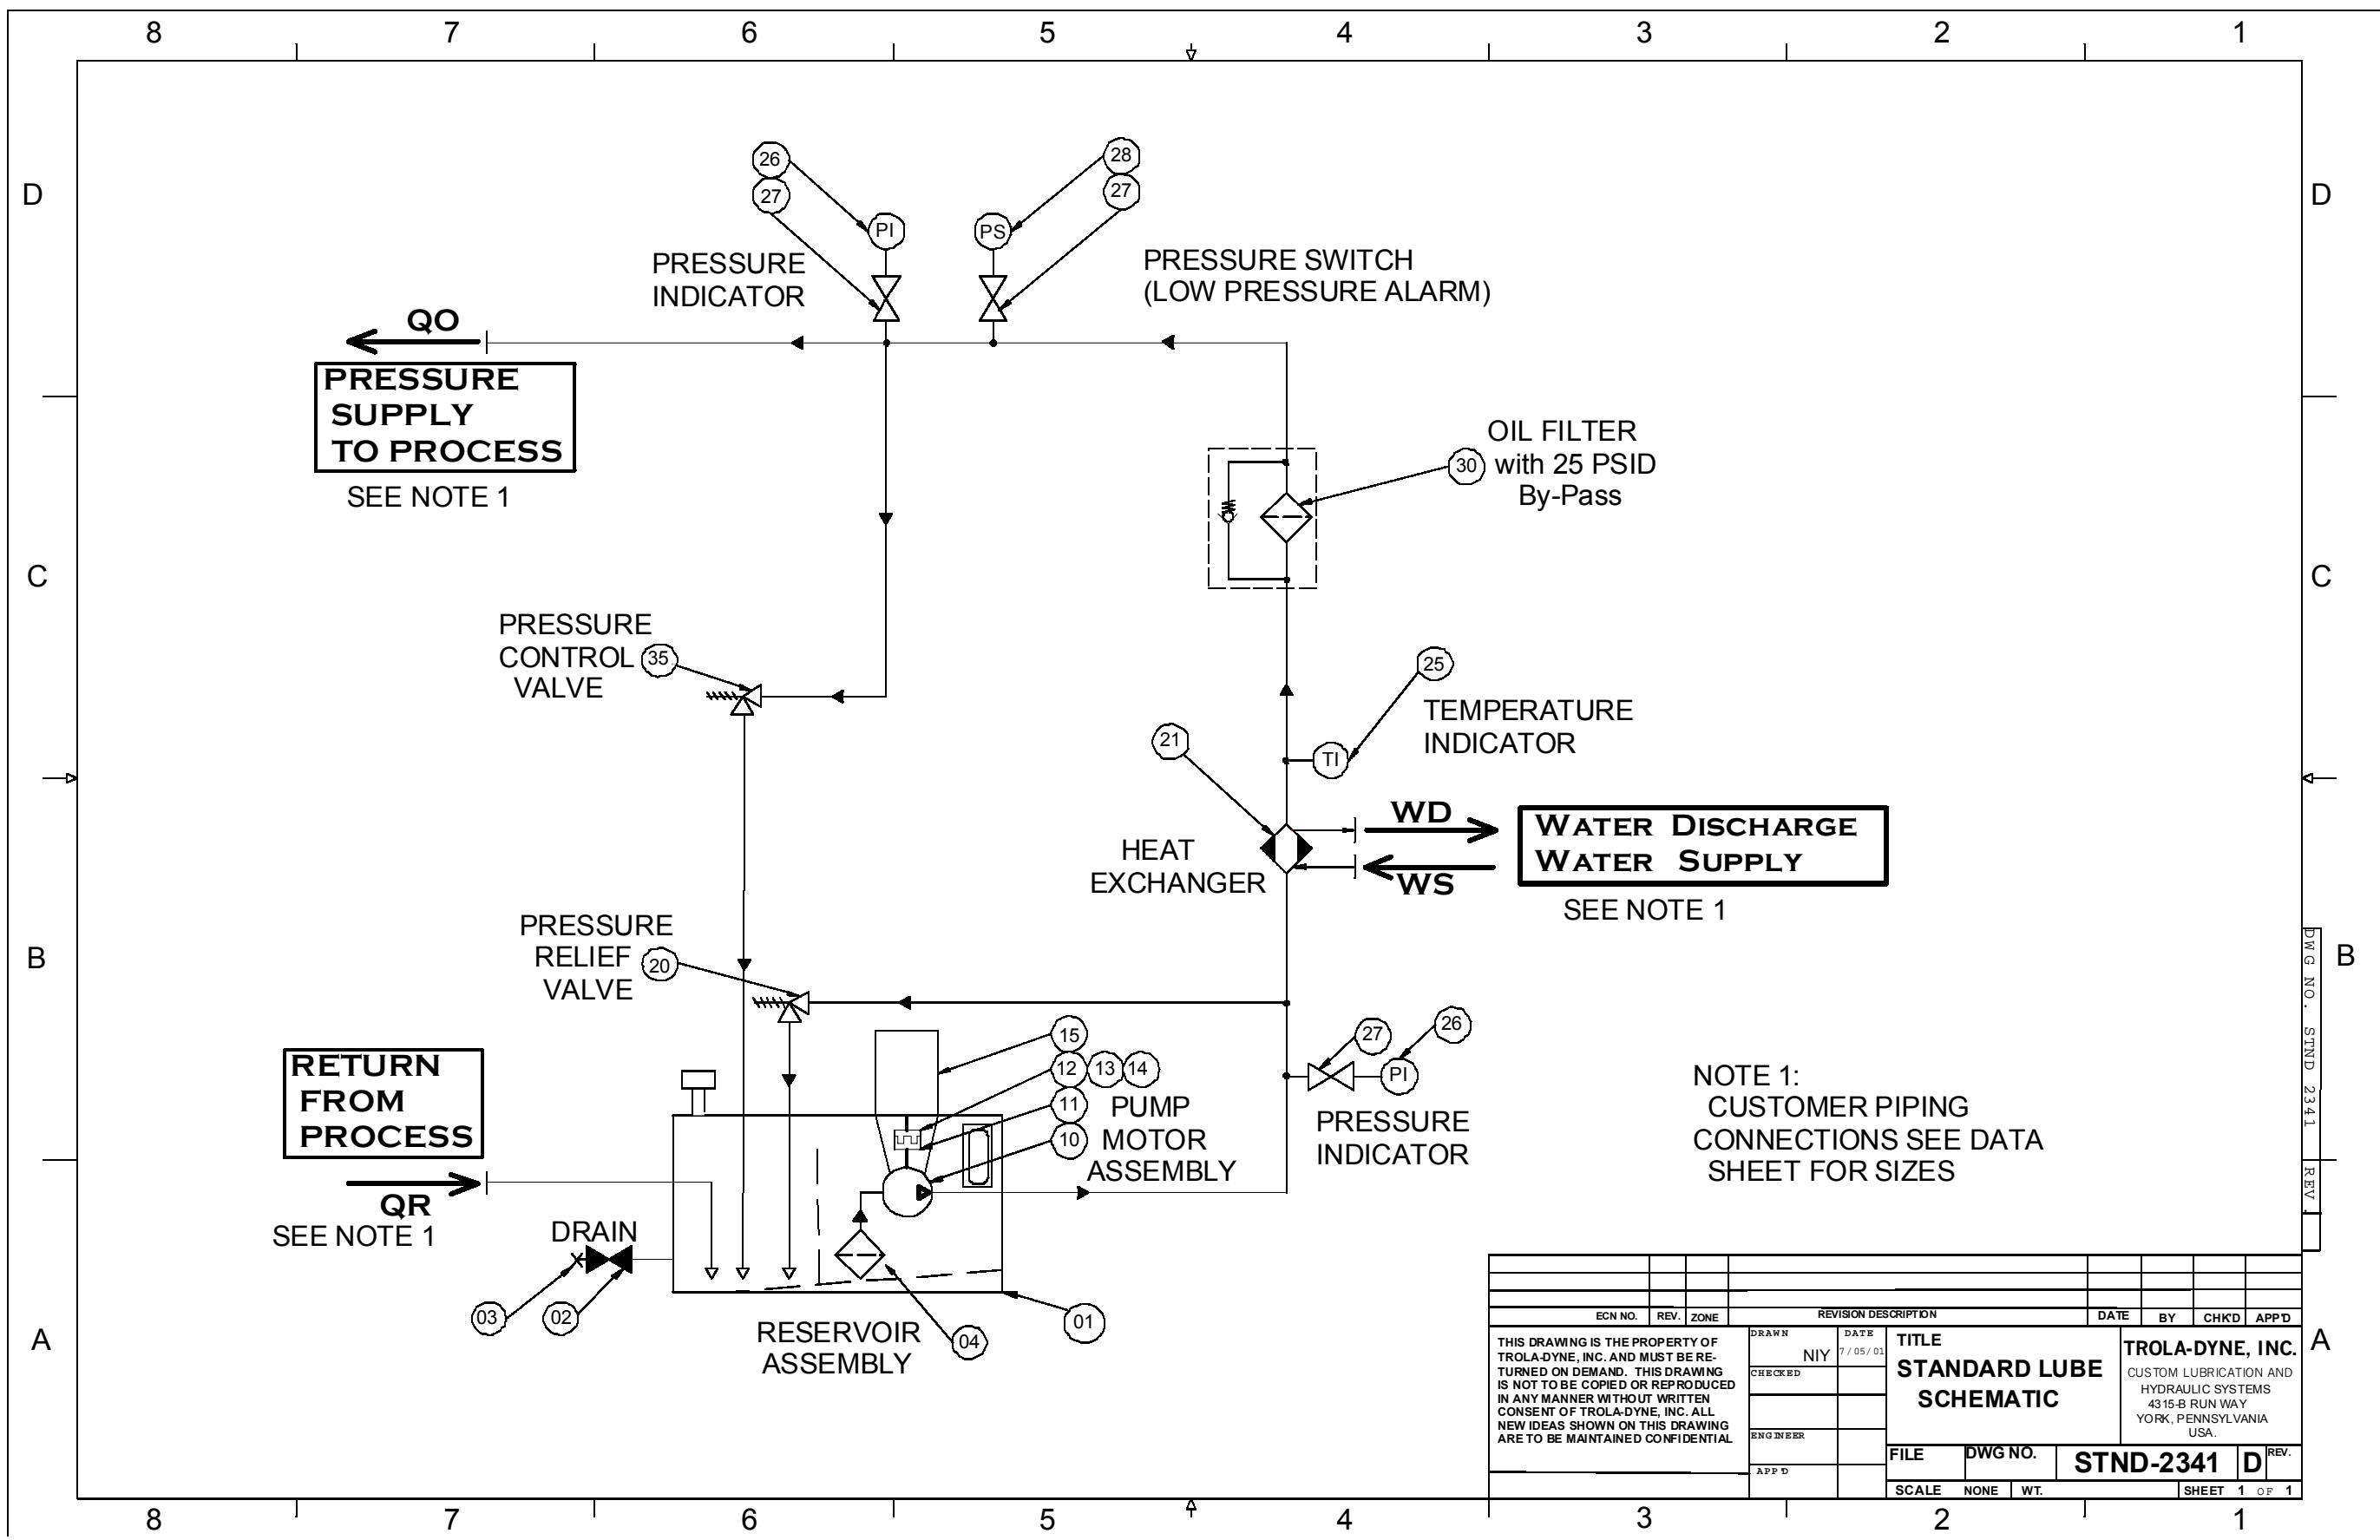 8 7 6 5 4 3 2 1
D
D
26
28
27
27
PI
PS
PRESSURE
INDICATOR
PRESSURE SWITCH
(LOW PRESSURE ALARM)
QO
PRESSURE
SUPPLY
TO PROCESS
SEE NOTE 1
OIL FILTER
30 with 25 PSID
By-Pass
C
C
PRESSURE
CONTROL 35
VALVE
25
TEMPERATURE
INDICATOR
21
TI
WD
WATER DISCHARGE
WATER SUPPLY
WS
SEE NOTE 1
HEAT
EXCHANGER
PRESSURE
RELIEF 20
VALVE
B
B
DWG NO. STND 2341 REV.
RETURN
FROM
PROCESS
QR
SEE NOTE 1
15
12 13 14
11
10
PUMP
MOTOR
ASSEMBLY
27
26
PI
PRESSURE
INDICATOR
NOTE 1:
CUSTOMER PIPING
CONNECTIONS SEE DATA
SHEET FOR SIZES
DRAIN
03
02
01
04
RESERVOIR
ASSEMBLY
A
A
ECN NO. REV. ZONE REVISION DESCRIPTION DATE BY CHK'D APP'D
THIS DRAWING IS THE PROPERTY OF
TROLA-DYNE, INC. AND MUST BE RE-
TURNED ON DEMAND. THIS DRAWING
IS NOT TO BE COPIED OR REPRODUCED
IN ANY MANNER WITHOUT WRITTEN
CONSENT OF TROLA-DYNE, INC. ALL
NEW IDEAS SHOWN ON THIS DRAWING
ARE TO BE MAINTAINED CONFIDENTIAL
DRAWN DATE
NIY 7/05/01
CHECKED
ENGINEER
APP'D
TITLE
STANDARD LUBE
SCHEMATIC
TROLA-DYNE, INC.
CUSTOM LUBRICATION AND
HYDRAULIC SYSTEMS
4315-B RUN WAY
YORK, PENNSYLVANIA
USA.
FILE DWG NO. STND-2341 D REV.
SCALE NONE WT. SHEET 1 OF 1
8 7 6 5 4 3 2 1